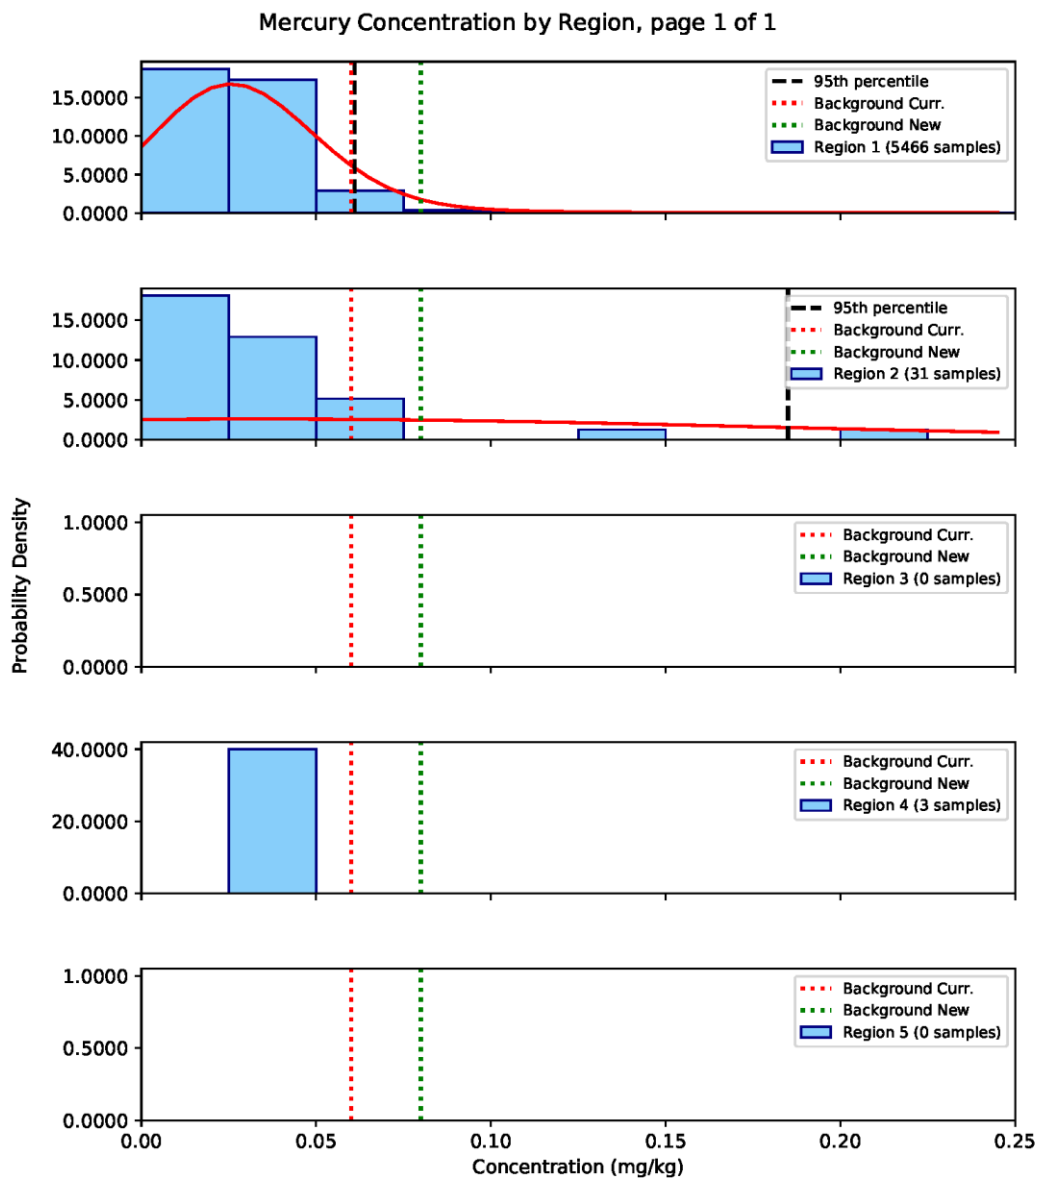 Mercury Concentration by Region, page 1 of 1
15.0000
10.0000
5.0000
0.0000
95th percentile
Background Curr.
Background New
Region 1 (5466 samples)
15.0000
10.0000
5.0000
0.0000
95th percentile
Background Curr.
Background New
Region 2 (31 samples)
Probability Density
1.0000
0.5000
0.0000
Background Curr.
Background New
Region 3 (0 samples)
40.0000
20.0000
0.0000
Background Curr.
Background New
Region 4 (3 samples)
1.0000
0.5000
0.0000
Background Curr.
Background New
Region 5 (0 samples)
0.00 0.05 0.10 0.15 0.20 0.25
Concentration (mg/kg)